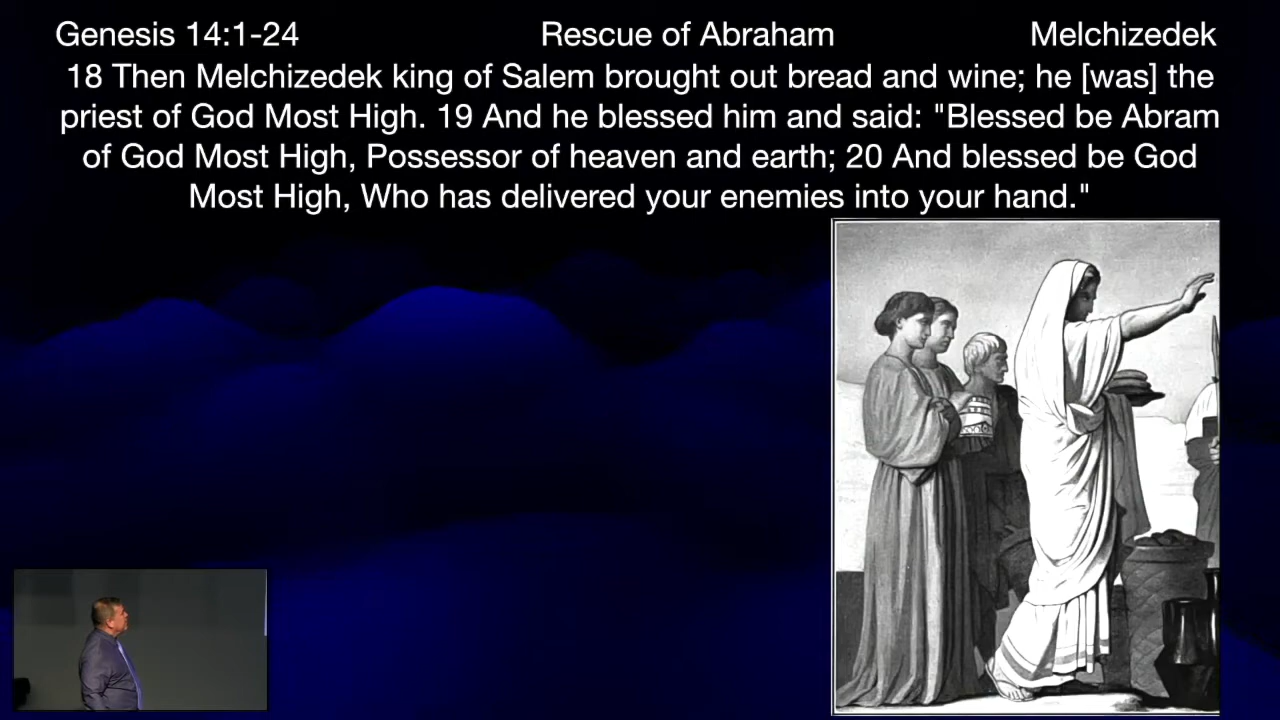 Genesis 14:1-24 Rescue of Abraham Melchizedek
18 Then Melchizedek king of Salem brought out bread and wine; he [was] the
priest of God Most High. 19 And he blessed him and said: "Blessed be Abram
of God Most High, Possessor of heaven and earth; 20 And blessed be God
Most High, Who has delivered your enemies into your hand."